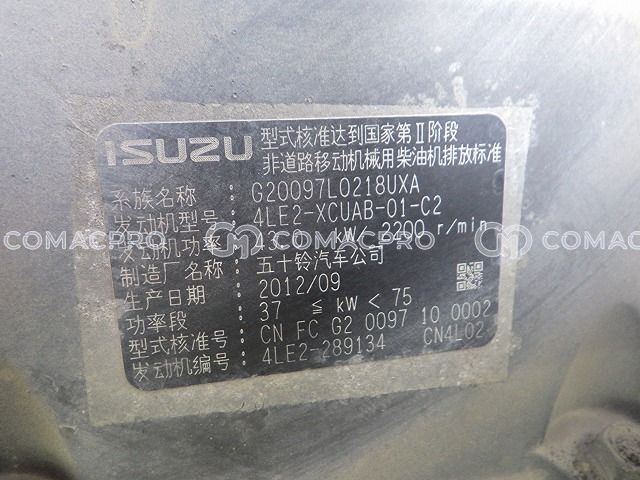 ISUZU
型式核准达到国家第Ⅱ阶段
非道路移动机械用柴油机排放标准
系族名称 : G20097L0218UXA
发动机型号: 4LE2-XCUAB-01-C2
发动机功率: 43.0 kW/ 2200 r/min
制造厂名称: 五十铃汽车公司
生产日期 : 2012/09
功率段 : 37 ≦ kW < 75
型式核准号: CN FC G2 0097 10 0002
发动机编号: 4LE2-289134 CN4L02
COMACPRO COMACPRO COMACPRO